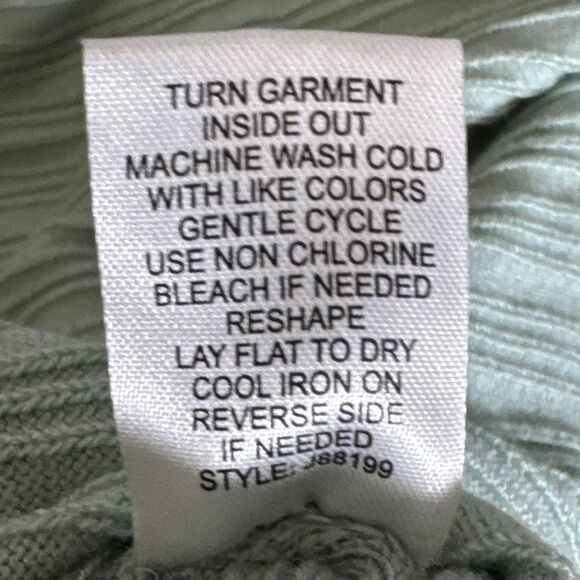 TURN GARMENT
INSIDE OUT
MACHINE WASH COLD
WITH LIKE COLORS
GENTLE CYCLE
USE NON CHLORINE
BLEACH IF NEEDED
RESHAPE
LAY FLAT TO DRY
COOL IRON ON
REVERSE SIDE
IF NEEDED
STYLE: